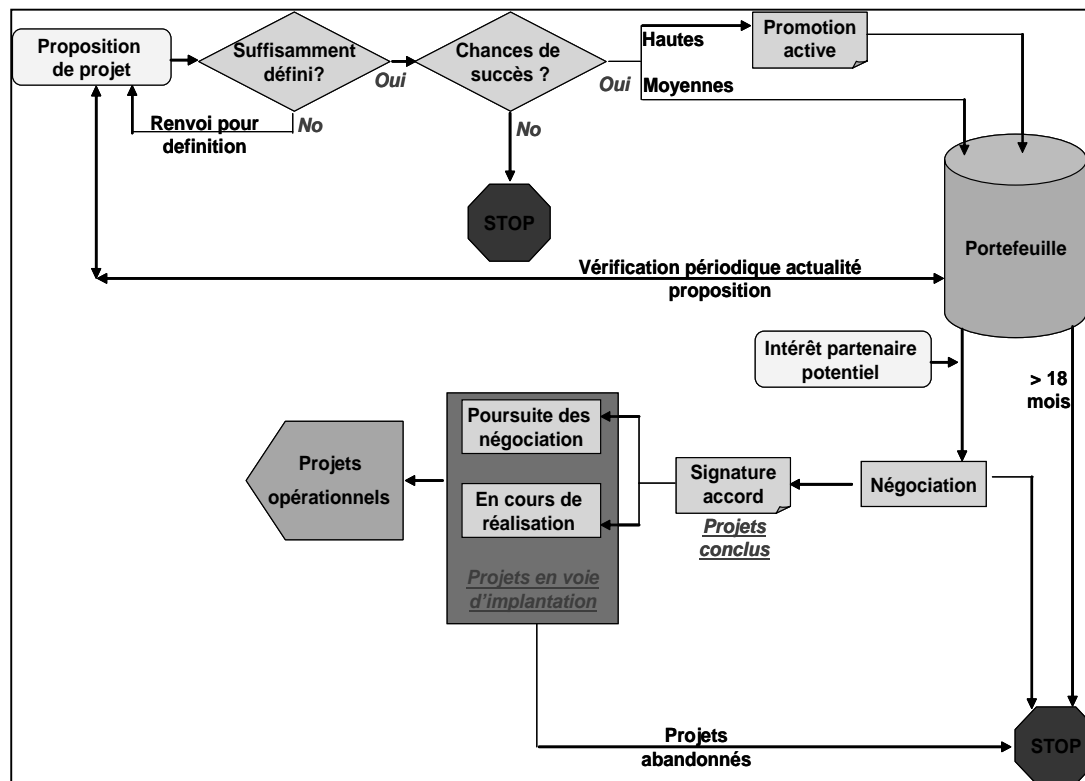 Proposition
de projet
Suffisamment
défini?
Oui
No
Renvoi pour
definition
Chances de
succès ?
Oui
No
STOP
Hautes
Moyennes
Promotion
active
Portefeuille
Vérification périodique actualité
proposition
Intérêt partenaire
potentiel
> 18
mois
Négociation
Signature
accord
Projets
conclus
Poursuite des
négociation
En cours de
réalisation
Projets en voie
d'implantation
Projets
opérationnels
Projets
abandonnés
STOP